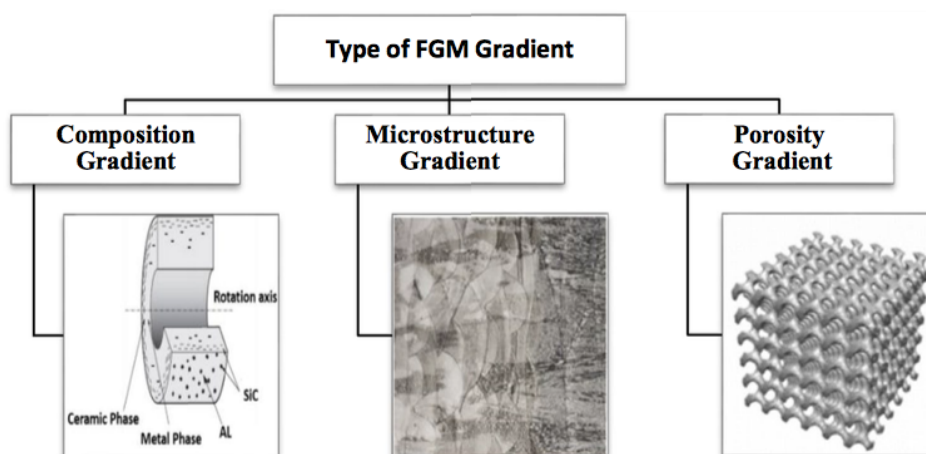 Type of FGM Gradient
Composition
Gradient
Microstructure
Gradient
Porosity
Gradient
Rotation axis
SiC
Ceramic Phase
Metal Phase
AL